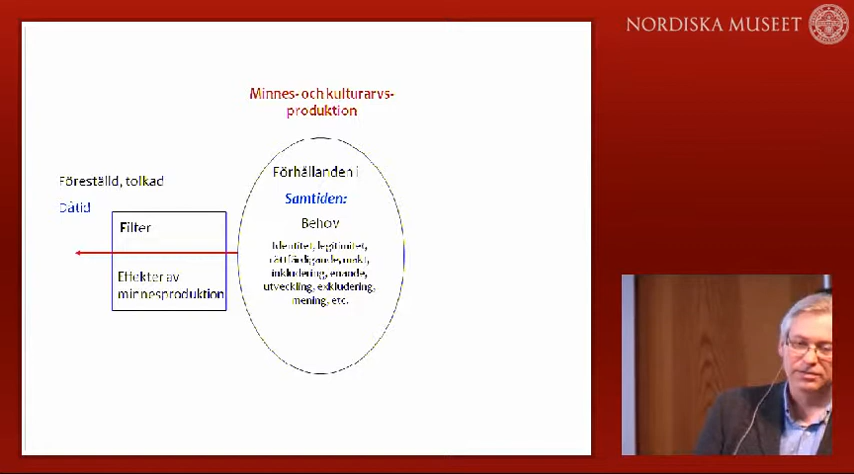 NORDISKA MUSEET
Minnes- och kulturarvs-
produktion
Föreställd, tolkad
Dåtid
Filter
Effekter av
minnesproduktion
Förhållanden i
Samtiden:
Behov
Identitet, legitimitet,
rättfärdigande, makt,
inkludering, enande,
utveckling, exkludering,
mening, etc.